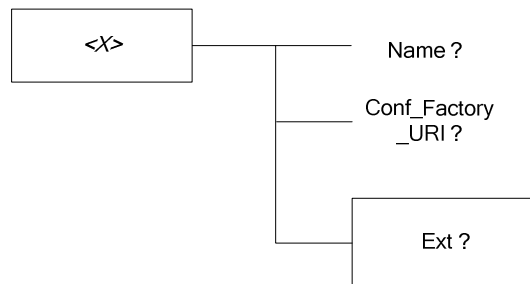 <X>
Name ?
Conf_Factory
_URI ?
Ext ?